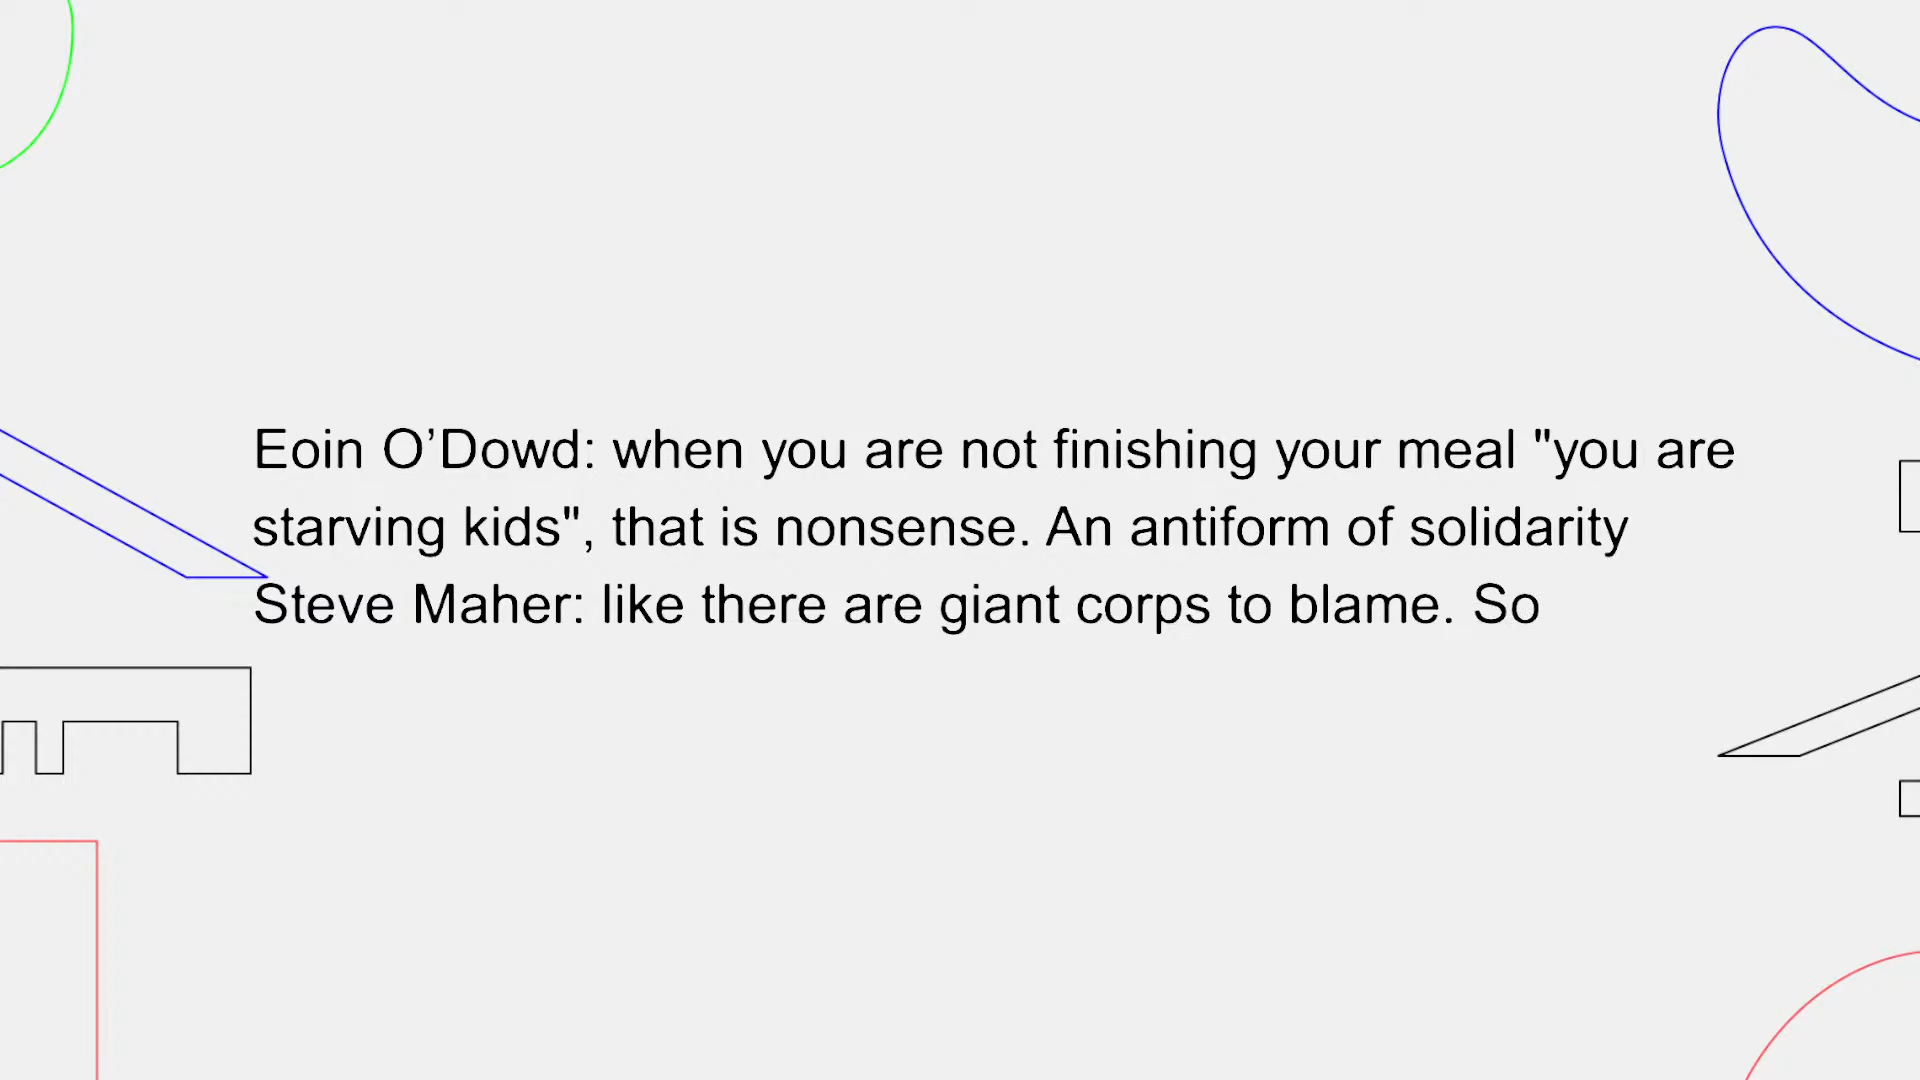 Eoin O’Dowd: when you are not finishing your meal "you are
starving kids", that is nonsense. An antiform of solidarity
Steve Maher: like there are giant corps to blame. So